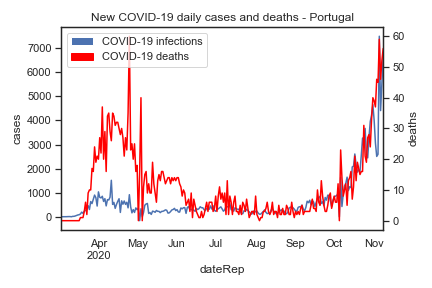 New COVID-19 daily cases and deaths - Portugal
COVID-19 infections
COVID-19 deaths
7000
6000
5000
4000
3000
2000
1000
0
cases
60
50
40
30
20
10
0
deaths
Apr May Jun Jul Aug Sep Oct Nov
2020
dateRep